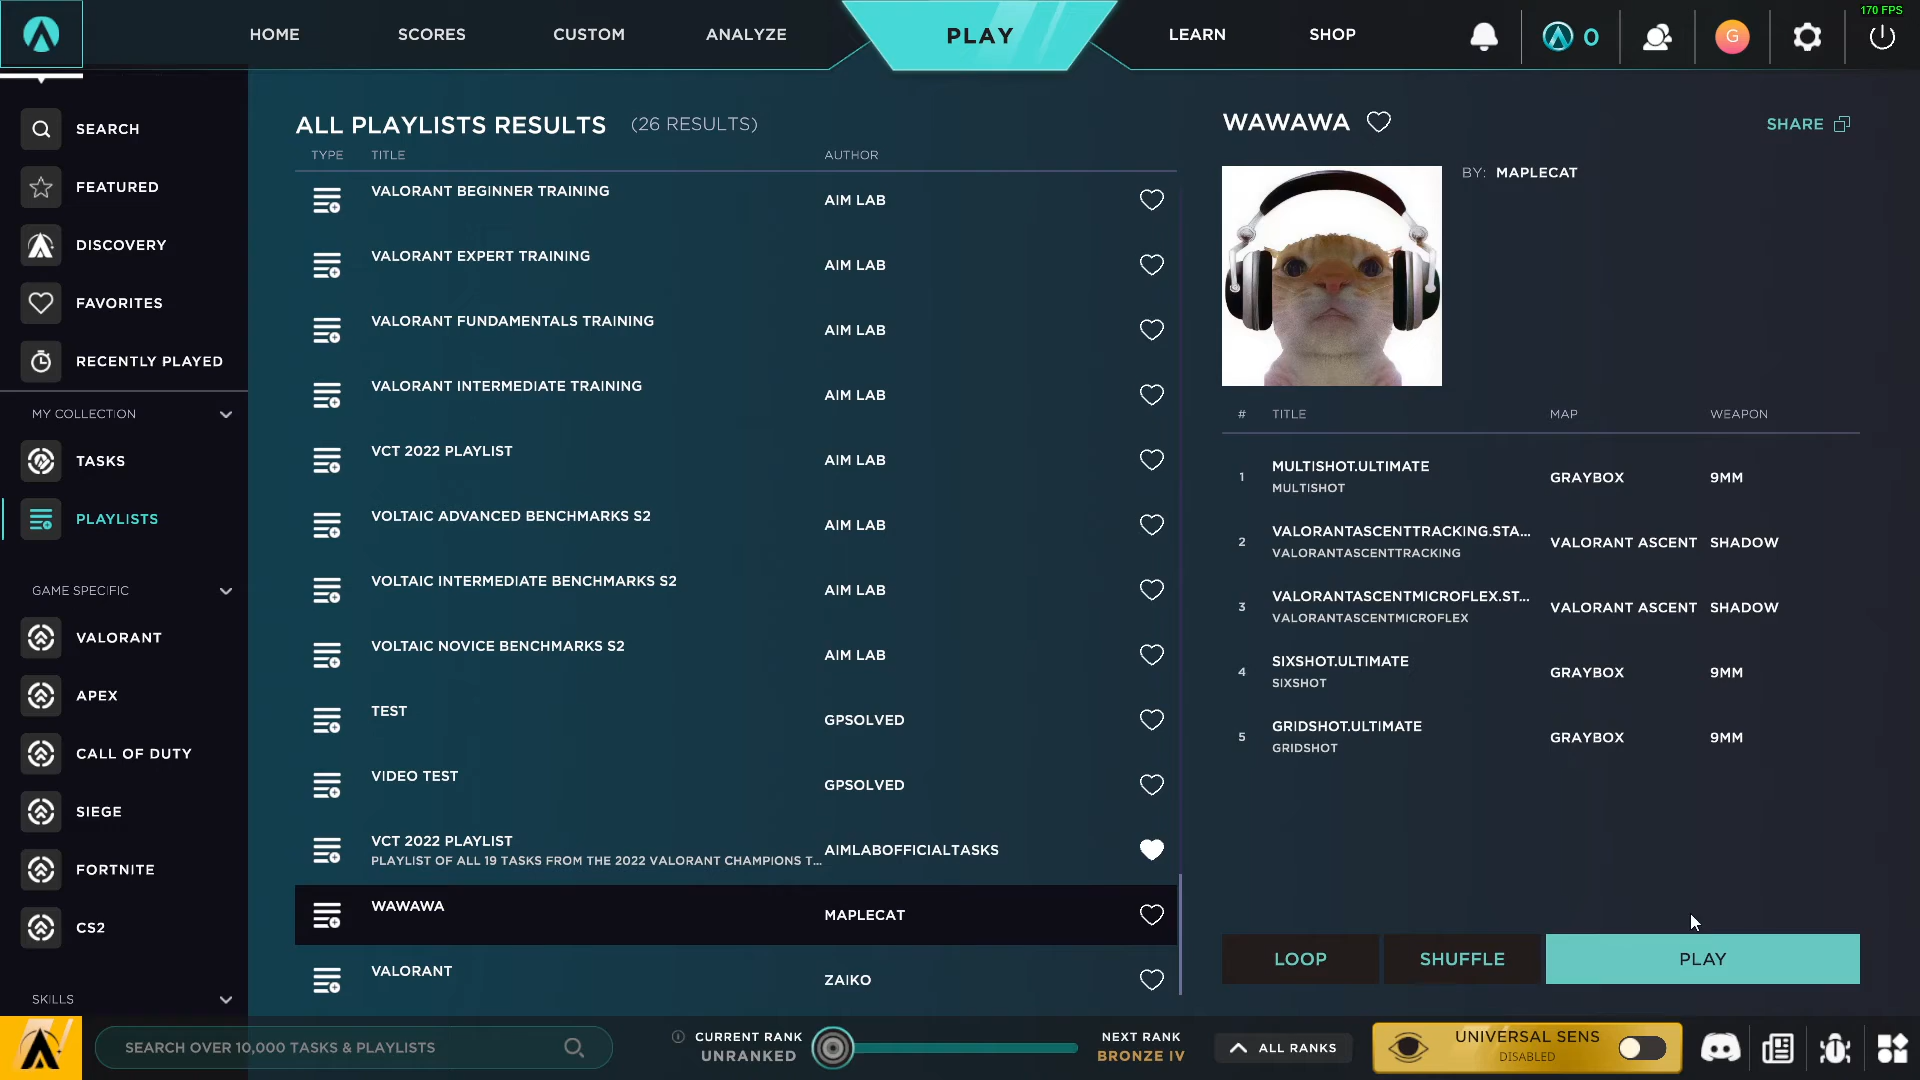 170 FPS
HOME
SCORES
CUSTOM
ANALYZE
PLAY
LEARN
SHOP
0
G
SEARCH
FEATURED
DISCOVERY
FAVORITES
RECENTLY PLAYED
MY COLLECTION
TASKS
PLAYLISTS
GAME SPECIFIC
VALORANT
APEX
CALL OF DUTY
SIEGE
FORTNITE
CS2
SKILLS
ALL PLAYLISTS RESULTS (26 RESULTS)
TYPE TITLE AUTHOR
VALORANT BEGINNER TRAINING AIM LAB
VALORANT EXPERT TRAINING AIM LAB
VALORANT FUNDAMENTALS TRAINING AIM LAB
VALORANT INTERMEDIATE TRAINING AIM LAB
VCT 2022 PLAYLIST AIM LAB
VOLTAIC ADVANCED BENCHMARKS S2 AIM LAB
VOLTAIC INTERMEDIATE BENCHMARKS S2 AIM LAB
VOLTAIC NOVICE BENCHMARKS S2 AIM LAB
TEST GPSOLVED
VIDEO TEST GPSOLVED
VCT 2022 PLAYLIST AIMLABOFFICIALTASKS
PLAYLIST OF ALL 19 TASKS FROM THE 2022 VALORANT CHAMPIONS T...
WAWAWA MAPLECAT
VALORANT ZAIKO
WAWAWA
SHARE
BY: MAPLECAT
# TITLE MAP WEAPON
1 MULTISHOT.ULTIMATE GRAYBOX 9MM
MULTISHOT
2 VALORANTASCENTTRACKING.STA... VALORANT ASCENT SHADOW
VALORANTASCENTTRACKING
3 VALORANTASCENTMICROFLEX.ST... VALORANT ASCENT SHADOW
VALORANTASCENTMICROFLEX
4 SIXSHOT.ULTIMATE GRAYBOX 9MM
SIXSHOT
5 GRIDSHOT.ULTIMATE GRAYBOX 9MM
GRIDSHOT
LOOP
SHUFFLE
PLAY
SEARCH OVER 10,000 TASKS & PLAYLISTS
CURRENT RANK
UNRANKED
NEXT RANK
BRONZE IV
ALL RANKS
UNIVERSAL SENS
DISABLED